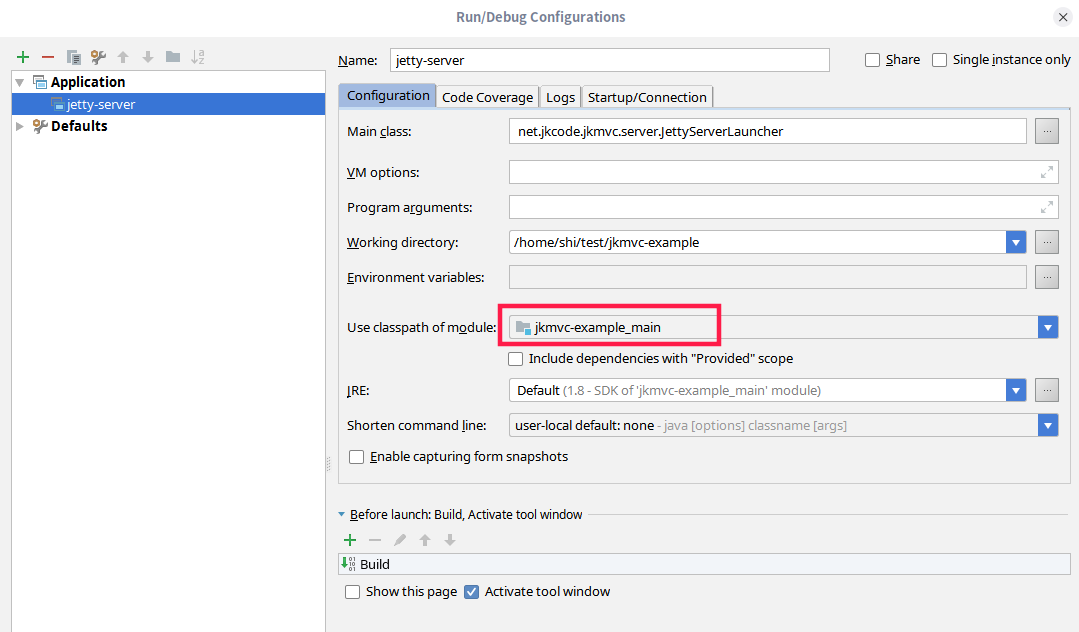 Run/Debug Configurations
Application
jetty-server
Defaults
Name: jetty-server
Share
Single instance only
Configuration
Code Coverage
Logs
Startup/Connection
Main class: net.jkcode.jkmvc.server.JettyServerLauncher
...
VM options:
Program arguments:
Working directory: /home/shi/test/jkmvc-example
...
Environment variables:
...
Use classpath of module: jkmvc-example_main
Include dependencies with "Provided" scope
JRE: Default (1.8 - SDK of 'jkmvc-example_main' module)
...
Shorten command line: user-local default: none - java [options] classname [args]
Enable capturing form snapshots
Before launch: Build, Activate tool window
Build
Show this page
Activate tool window